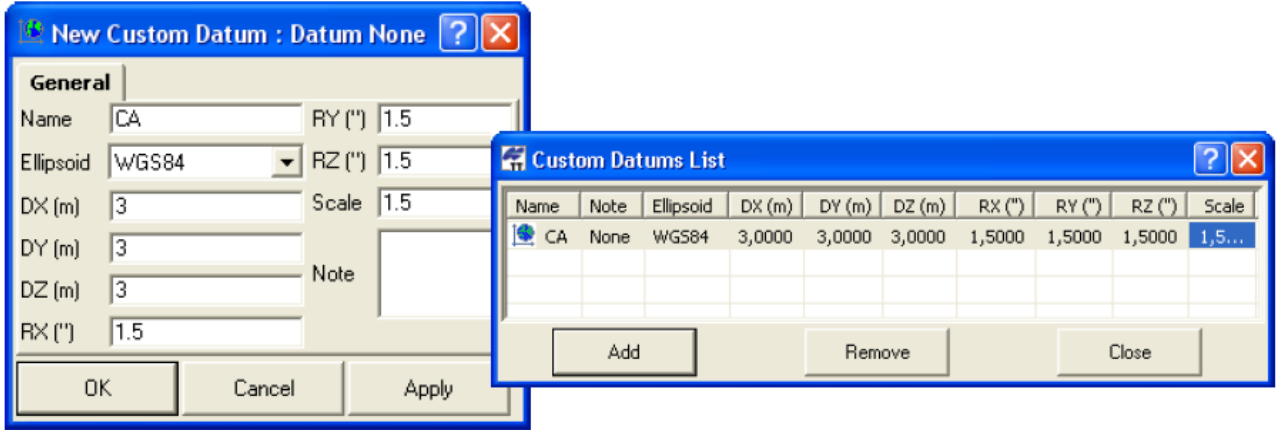 New Custom Datum : Datum None
General
Name CA RY (") 1.5
Ellipsoid WGS84 RZ (") 1.5
DX (m) 3 Scale 1.5
DY (m) 3
DZ (m) 3 Note
RX (") 1.5
OK Cancel Apply
Custom Datums List
Name Note Ellipsoid DX (m) DY (m) DZ (m) RX (") RY (") RZ (") Scale
CA None WGS84 3,0000 3,0000 3,0000 1,5000 1,5000 1,5000 1,5...
Add Remove Close